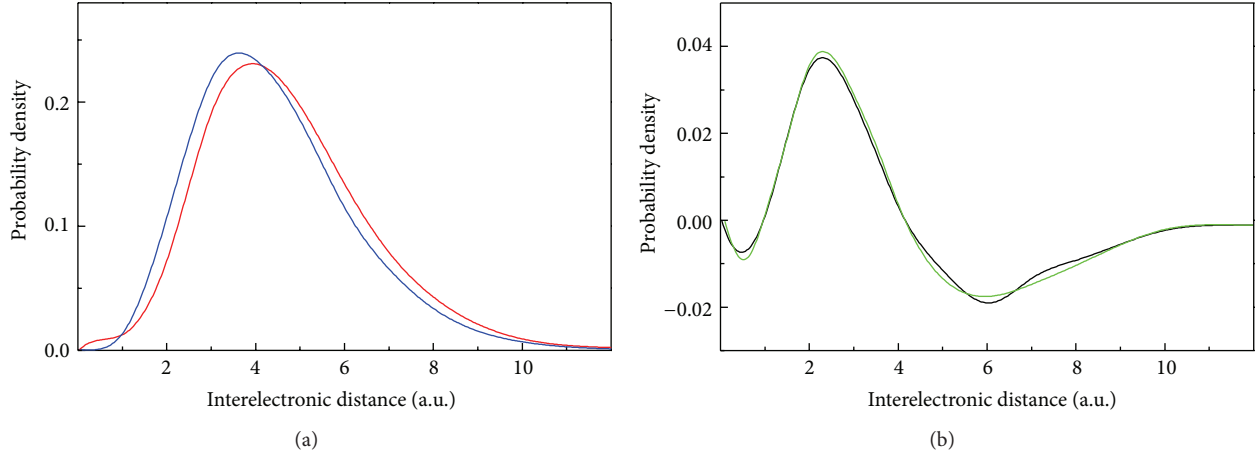 Probability density
0.2
0.1
0.0
2
4
6
8
10
Interelectronic distance (a.u.)
(a)
Probability density
0.04
0.02
0.00
−0.02
2
4
6
8
10
Interelectronic distance (a.u.)
(b)